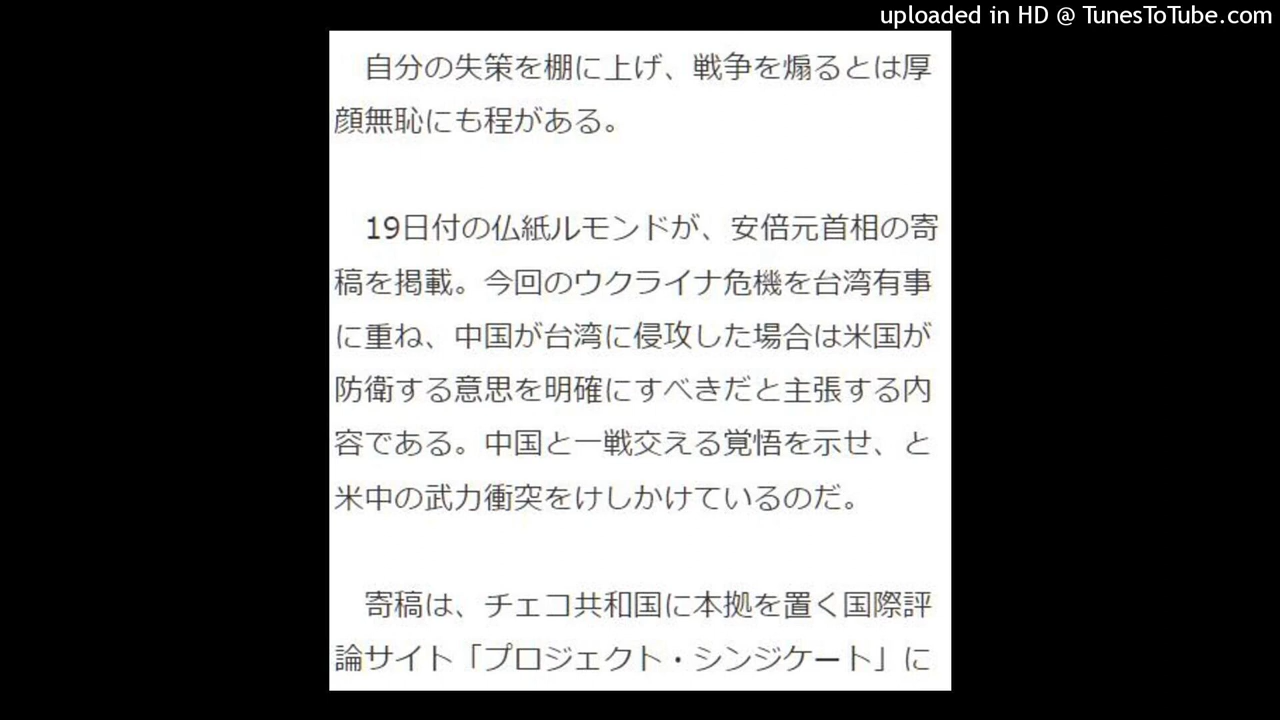 uploaded in HD @ TunesToTube.com
自分の失策を棚に上げ、戦争を煽るとは厚
顔無恥にも程がある。
19日付の仏紙ルモンドが、安倍元首相の寄
稿を掲載。今回のウクライナ危機を台湾有事
に重ね、中国が台湾に侵攻した場合は米国が
防衛する意思を明確にすべきだと主張する内
容である。中国と一戦交える覚悟を示せ、と
米中の武力衝突をけしかけているのだ。
寄稿は、チェコ共和国に本拠を置く国際評
論サイト「プロジェクト・シンジケート」に